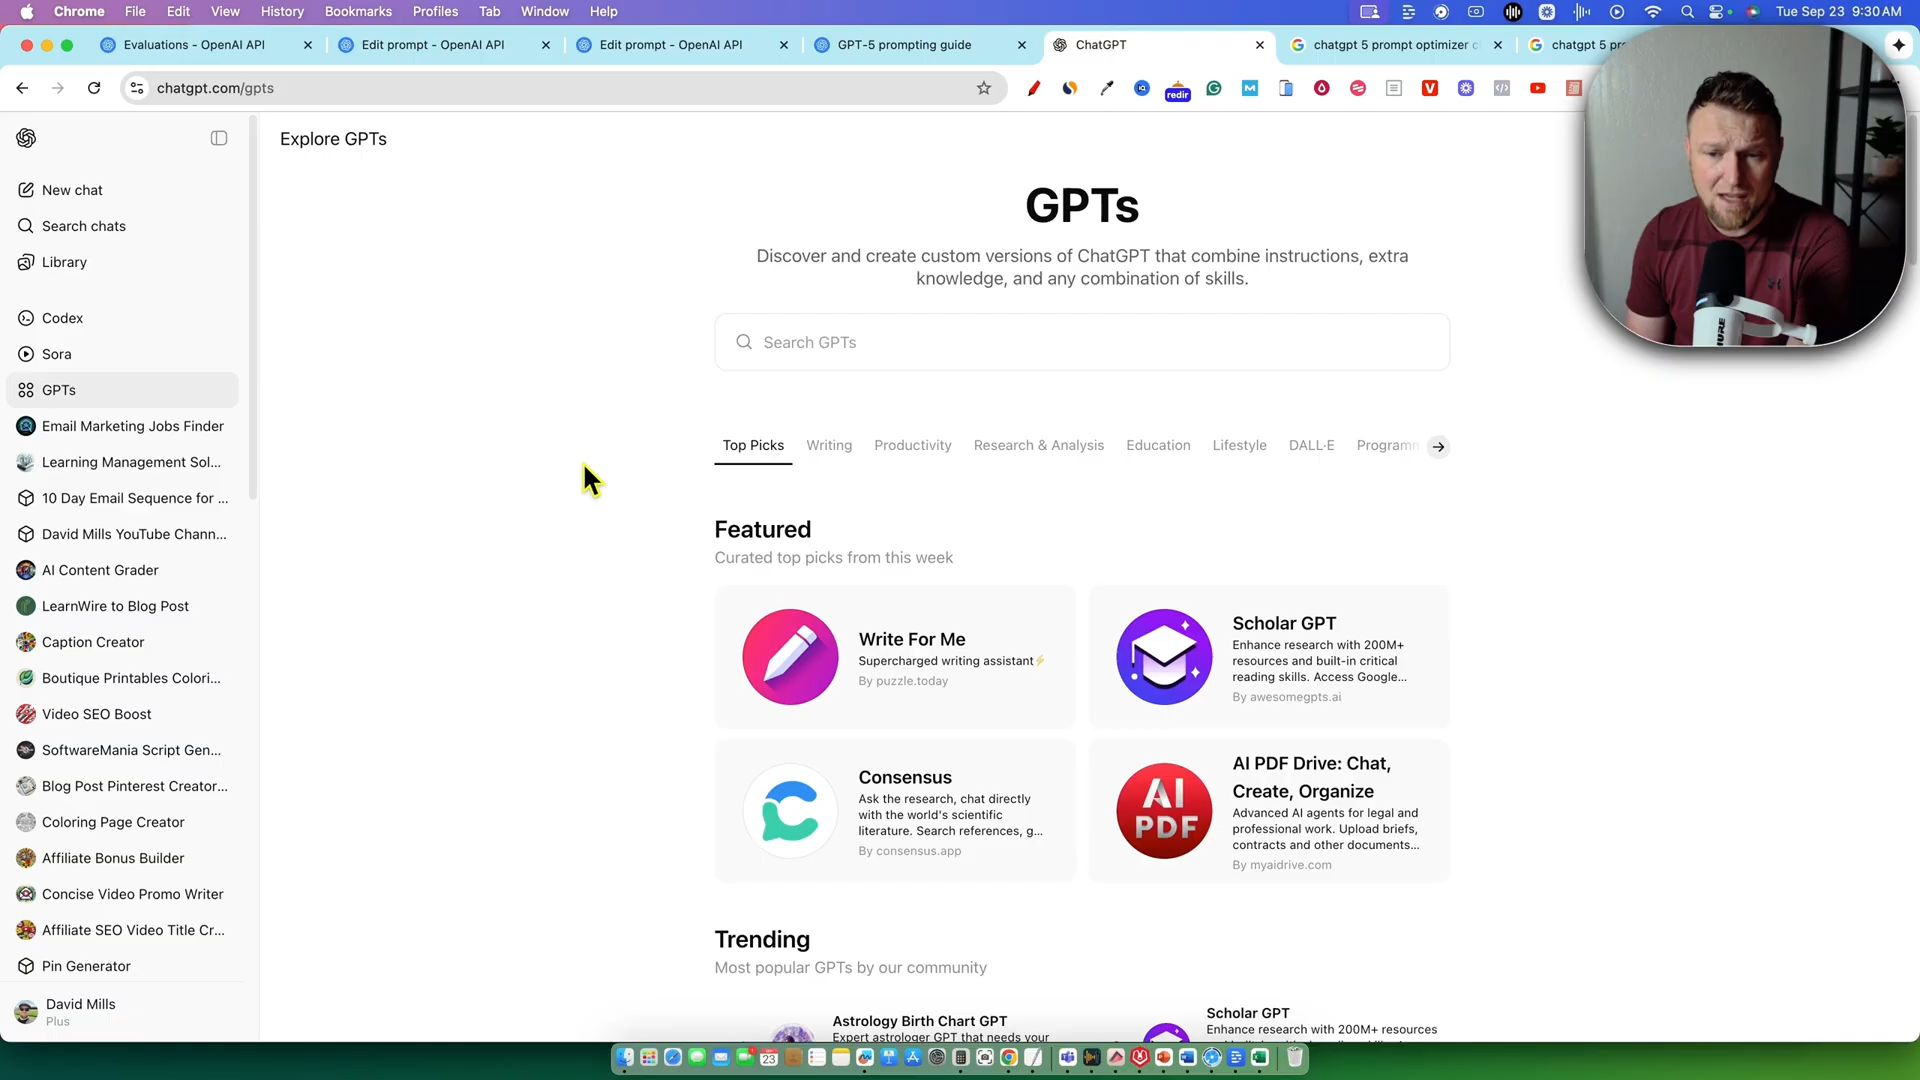 Chrome File Edit View History Bookmarks Profiles Tab Window Help Tue Sep 23 9:30 AM
Evaluations - OpenAI API Edit prompt - OpenAI API Edit prompt - OpenAI API GPT-5 prompting guide ChatGPT chatgpt 5 prompt optimizer chatgpt 5
chatgpt.com/gpts
redir
Explore GPTs
New chat
Search chats
Library
Codex
Sora
GPTs
Email Marketing Jobs Finder
Learning Management Sol...
10 Day Email Sequence for ...
David Mills YouTube Chann...
AI Content Grader
LearnWire to Blog Post
Caption Creator
Boutique Printables Colori...
Video SEO Boost
SoftwareMania Script Gen...
Blog Post Pinterest Creator...
Coloring Page Creator
Affiliate Bonus Builder
Concise Video Promo Writer
Affiliate SEO Video Title Cr...
Pin Generator
David Mills
Plus
GPTs
Discover and create custom versions of ChatGPT that combine instructions, extra
knowledge, and any combination of skills.
Search GPTs
Top Picks Writing Productivity Research & Analysis Education Lifestyle DALL·E Programm
Featured
Curated top picks from this week
Write For Me
Supercharged writing assistant⚡
By puzzle.today
Scholar GPT
Enhance research with 200M+
resources and built-in critical
reading skills. Access Google...
By awesomegpts.ai
Consensus
Ask the research, chat directly
with the world's scientific
literature. Search references, g...
By consensus.app
AI PDF
AI PDF Drive: Chat,
Create, Organize
Advanced AI agents for legal and
professional work. Upload briefs,
contracts and other documents...
By myaidrive.com
Trending
Most popular GPTs by our community
Astrology Birth Chart GPT
Expert astrologer GPT that needs your
Scholar GPT
Enhance research with 200M+ resources
SHURE
23